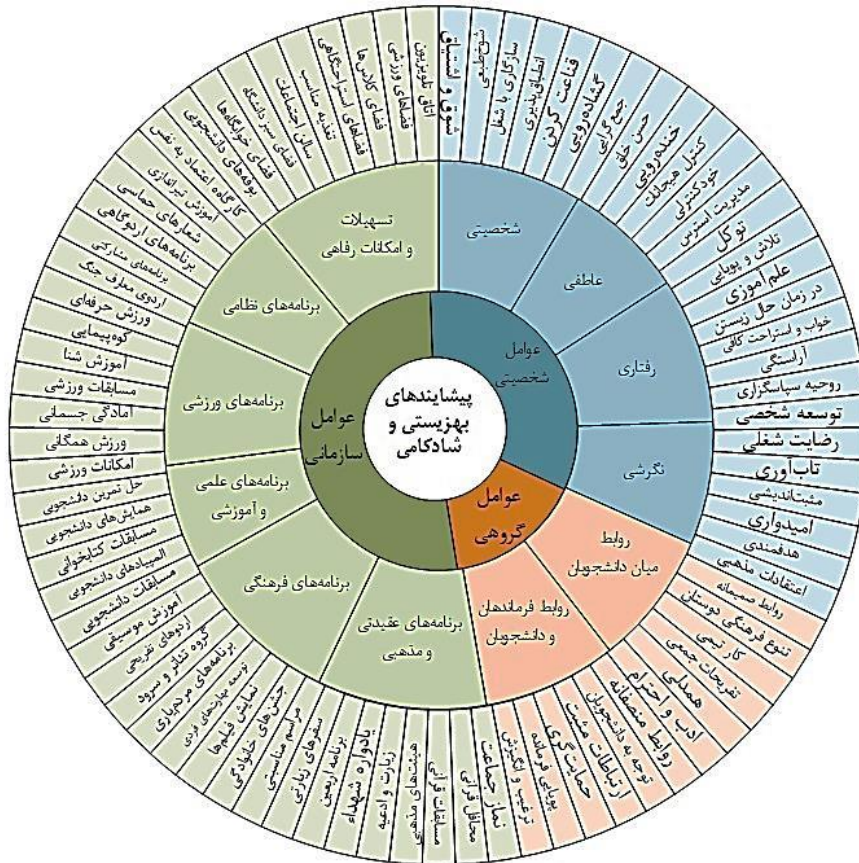 پیشایندهای
بهزیستی و
شادکامی
عوامل
شخصیتی
عوامل
گروهی
عوامل
سازمانی
شخصیتی
عاطفی
رفتاری
نگرشی
روابط
میان دانشجویان
روابط فرماندهان
و دانشجویان
برنامه‌های عقیدتی
و مذهبی
برنامه‌های فرهنگی
برنامه‌های علمی
و آموزشی
برنامه‌های ورزشی
برنامه‌های نظامی
تسهیلات
و امکانات رفاهی
شوق و اشتیاق
شوخ‌طبعی
سازگاری با شغل
انطباق‌پذیری
قناعت کردن
گشاده‌رویی
جمع‌گرایی
حسن خلق
خنده‌رویی
کنترل هیجانات
خودکنترلی
مدیریت استرس
توکل
تلاش و پویایی
علم‌آموزی
در زمان حال زیستن
خواب و استراحت کافی
آراستگی
روحیه سپاسگزاری
توسعه شخصی
رضایت شغلی
تاب‌آوری
مثبت‌اندیشی
امیدواری
هدفمندی
اعتقادات مذهبی
روابط صمیمانه
تنوع فرهنگی دوستان
کار تیمی
تفریحات جمعی
همدلی
ادب و احترام
روابط منصفانه
توجه به دانشجویان
ارتباطات مثبت
حمایت‌گری
پویایی فرمانده
ترغیب و انگیزش
نماز جماعت
محافل قرآنی
مسابقات قرآنی
هیئت‌های مذهبی
زیارت و ادعیه
یادواره شهداء
برنامه اربعین
سفرهای زیارتی
مراسم مناسبتی
جشن‌های خانوادگی
نمایش فیلم‌ها
توسعه مهارت‌های فردی
برنامه‌های مردم‌یاری
گروه تئاتر و سرود
اردوهای تفریحی
آموزش موسیقی
مسابقات دانشجویی
المپیادهای دانشجویی
مسابقات کتابخوانی
همایش‌های دانشجویی
حل تمرین دانشجویی
امکانات ورزشی
ورزش همگانی
آمادگی جسمانی
مسابقات ورزشی
آموزش شنا
کوه‌پیمایی
ورزش حرفه‌ای
اردوی معارف جنگ
برنامه‌های مشارکتی
برنامه‌های اردوگاهی
شعارهای حماسی
آموزش تیراندازی
کارگاه اعتماد به نفس
بوفه‌های دانشجویی
فضای خوابگاه‌ها
فضای سبز دانشگاه
سالن اجتماعات
تغذیه مناسب
فضاهای استراحتگاهی
فضای کلاس‌ها
فضاهای ورزشی
اتاق تلویزیون